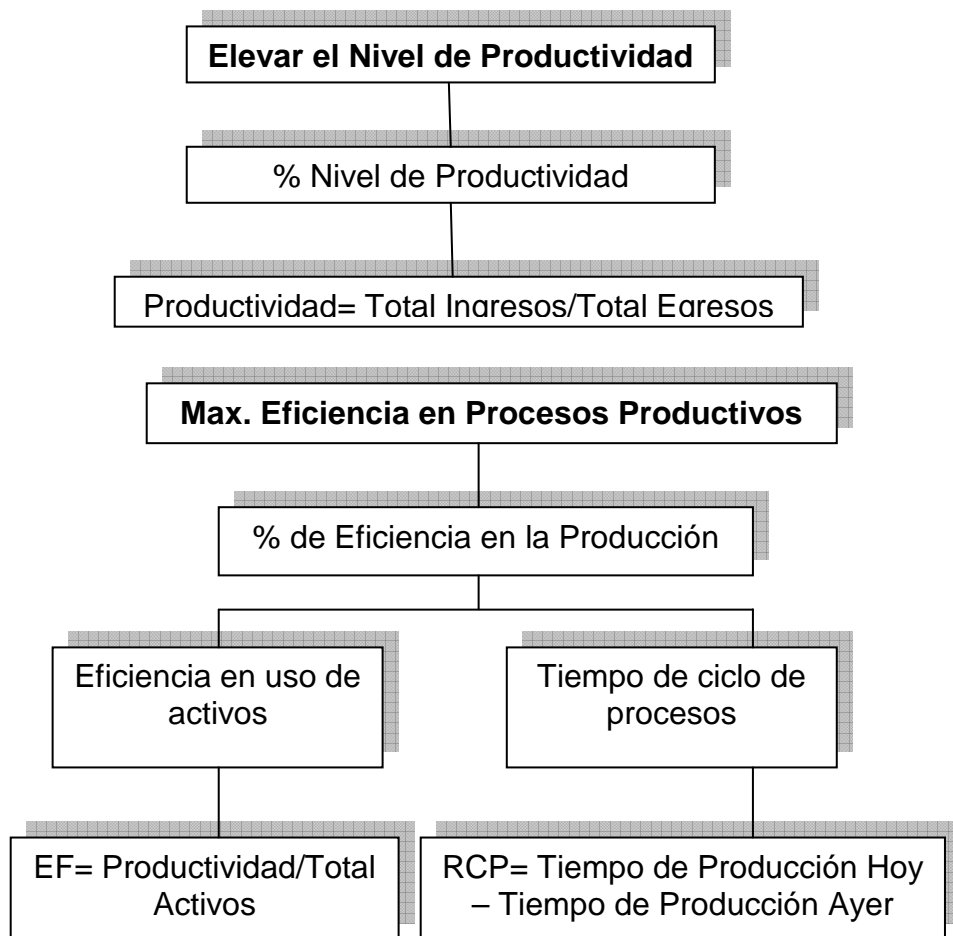 Elevar el Nivel de Productividad
% Nivel de Productividad
Productividad= Total Ingresos/Total Egresos
Max. Eficiencia en Procesos Productivos
% de Eficiencia en la Producción
Eficiencia en uso de
activos
Tiempo de ciclo de
procesos
EF= Productividad/Total
Activos
RCP= Tiempo de Producción Hoy
– Tiempo de Producción Ayer